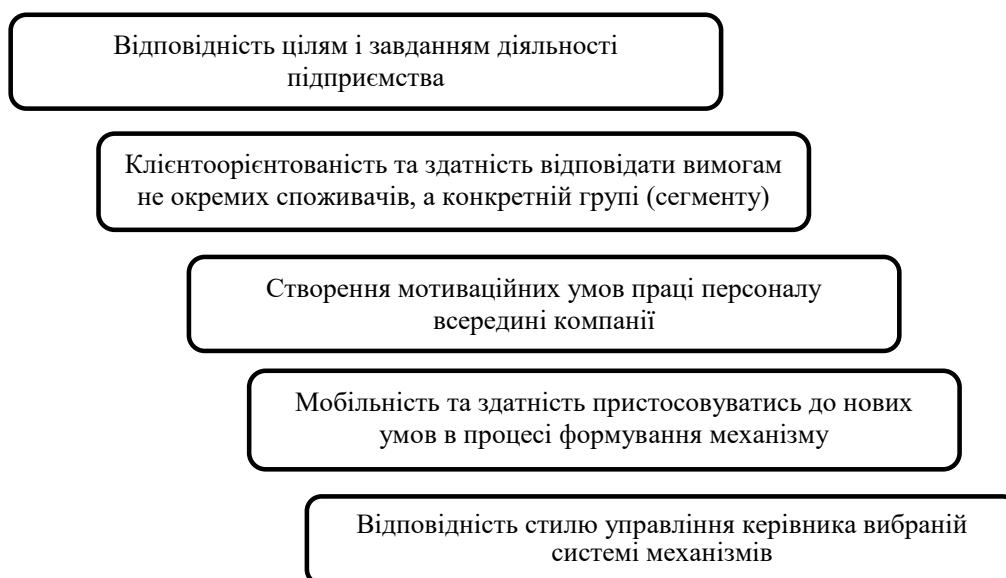 Відповідність цілям і завданням діяльності
підприємства
Клієнтоорієнтованість та здатність відповідати вимогам
не окремих споживачів, а конкретній групі (сегменту)
Створення мотиваційних умов праці персоналу
всередині компанії
Мобільність та здатність пристосовуватись до нових
умов в процесі формування механізму
Відповідність стилю управління керівника вибраній
системі механізмів